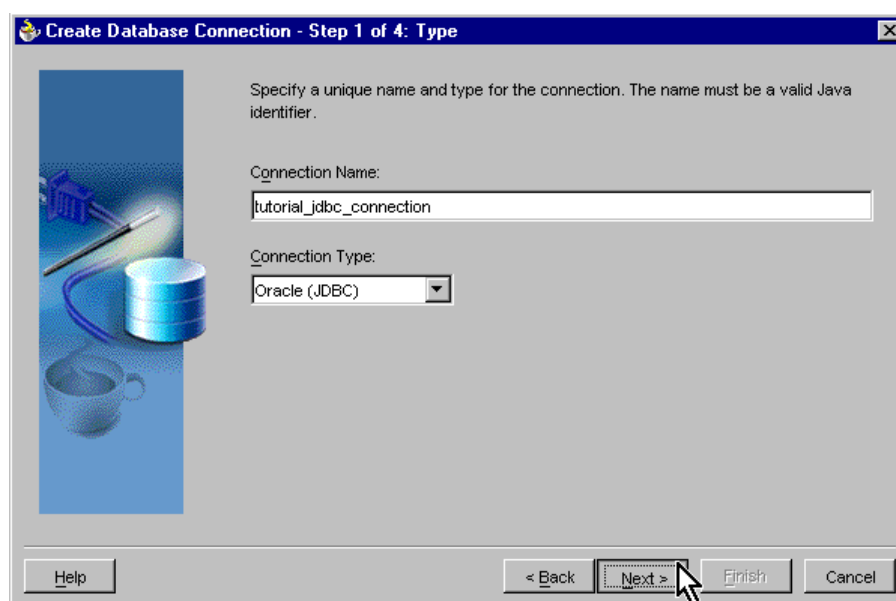 Create Database Connection - Step 1 of 4: Type
Specify a unique name and type for the connection. The name must be a valid Java
identifier.
Connection Name:
tutorial_jdbc_connection
Connection Type:
Oracle (JDBC)
Help
< Back
Next >
Finish
Cancel